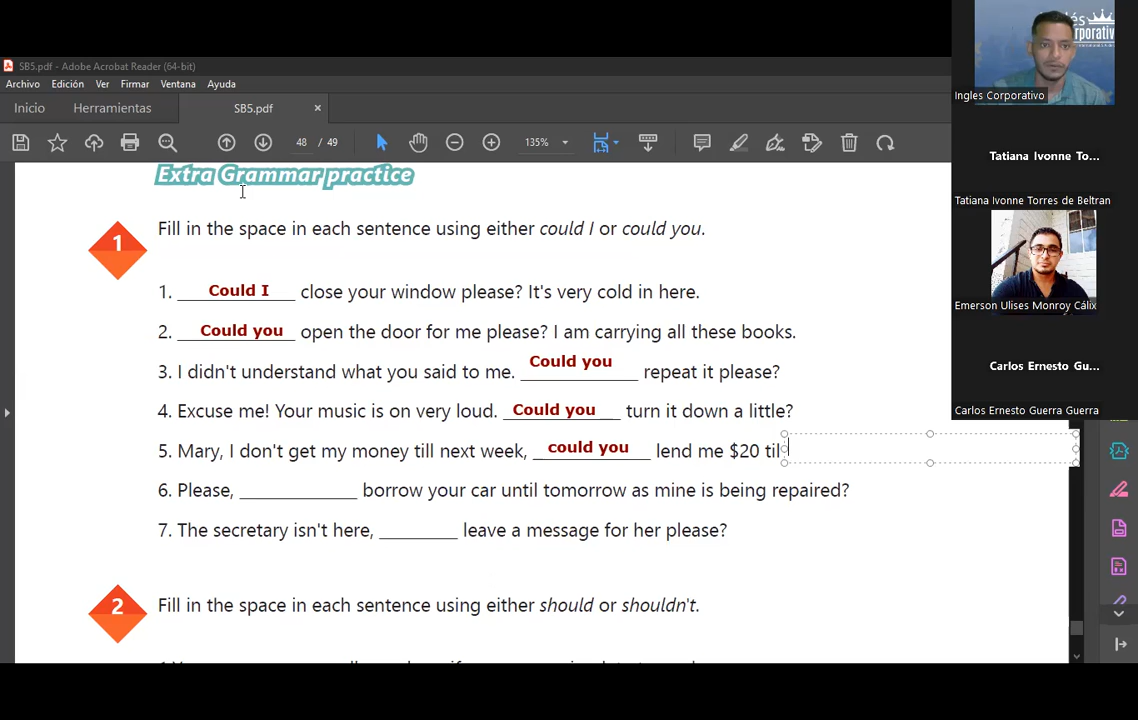 SB5.pdf - Adobe Acrobat Reader (64-bit)
Archivo Edición Ver Firmar Ventana Ayuda
Inicio Herramientas SB5.pdf ×
48 / 49 135%
Extra Grammar practice
1 Fill in the space in each sentence using either could I or could you.
1. Could I close your window please? It's very cold in here.
2. Could you open the door for me please? I am carrying all these books.
3. I didn't understand what you said to me. Could you repeat it please?
4. Excuse me! Your music is on very loud. Could you turn it down a little?
5. Mary, I don't get my money till next week, could you lend me $20 til
6. Please, ____________ borrow your car until tomorrow as mine is being repaired?
7. The secretary isn't here, ________ leave a message for her please?
2 Fill in the space in each sentence using either should or shouldn't.
Ingles Corporativo
Tatiana Ivonne To...
Tatiana Ivonne Torres de Beltran
Emerson Ulises Monroy Cálix
Carlos Ernesto Gu...
Carlos Ernesto Guerra Guerra